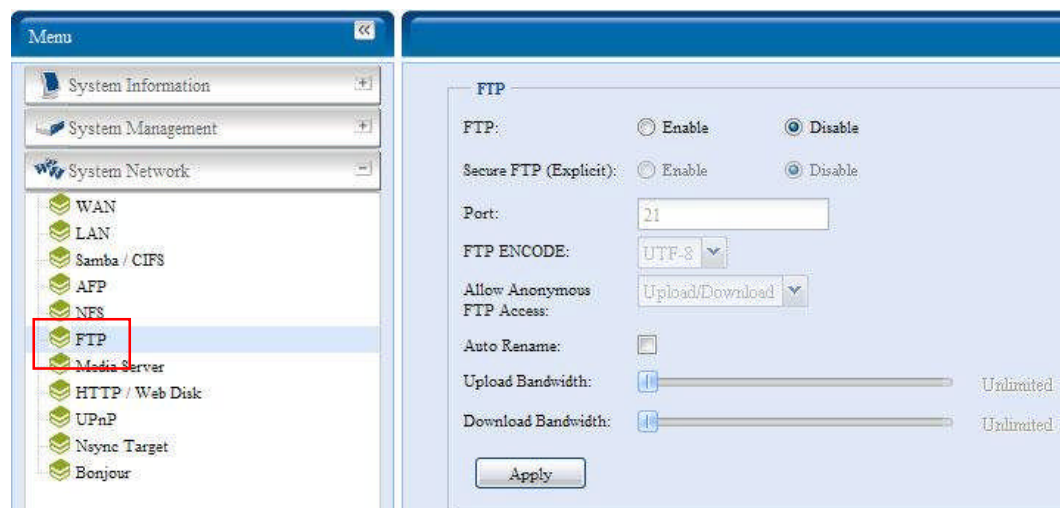 Menu
System Information
System Management
System Network
WAN
LAN
Samba / CIFS
AFP
NFS
FTP
Media Server
HTTP / Web Disk
UPnP
Nsync Target
Bonjour
FTP
FTP: Enable Disable
Secure FTP (Explicit): Enable Disable
Port: 21
FTP ENCODE: UTF-8
Allow Anonymous
FTP Access: Upload/Download
Auto Rename:
Upload Bandwidth: Unlimited
Download Bandwidth: Unlimited
Apply